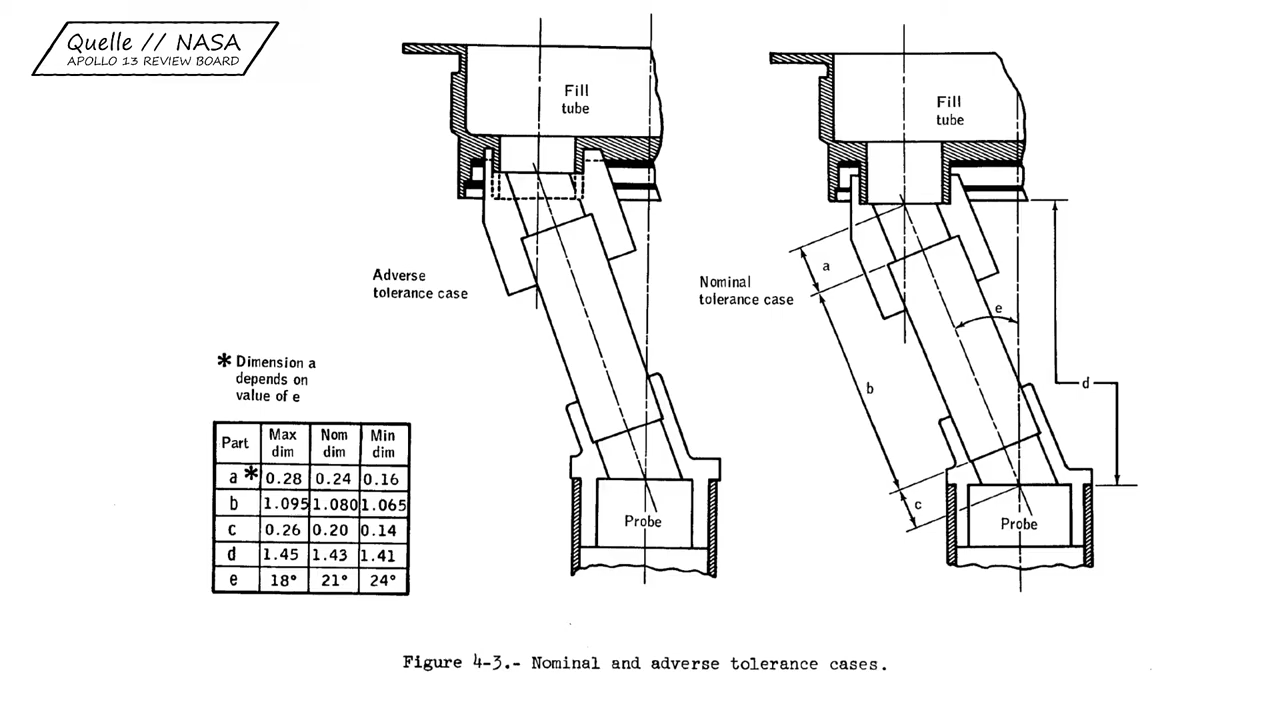 Quelle // NASA
APOLLO 13 REVIEW BOARD
Fill
tube
Fill
tube
Adverse
tolerance case
Nominal
tolerance case
a
e
b
d
c
Probe
Probe
* Dimension a
depends on
value of e
Part Max dim Nom dim Min dim
a* 0.28 0.24 0.16
b 1.095 1.080 1.065
c 0.26 0.20 0.14
d 1.45 1.43 1.41
e 18° 21° 24°
Figure 4-3.- Nominal and adverse tolerance cases.